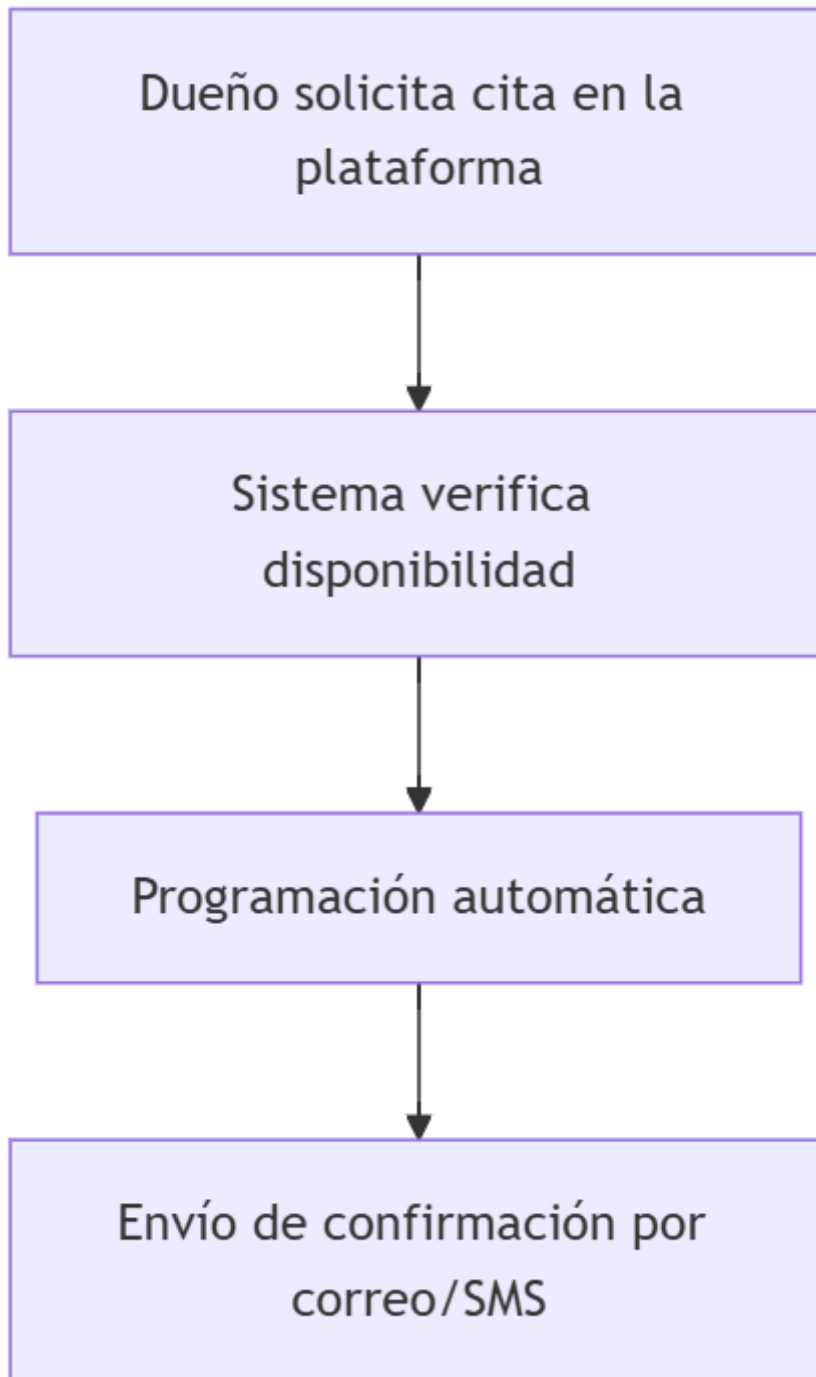 Dueño solicita cita en la
plataforma
Sistema verifica
disponibilidad
Programación automática
Envío de confirmación por
correo/SMS